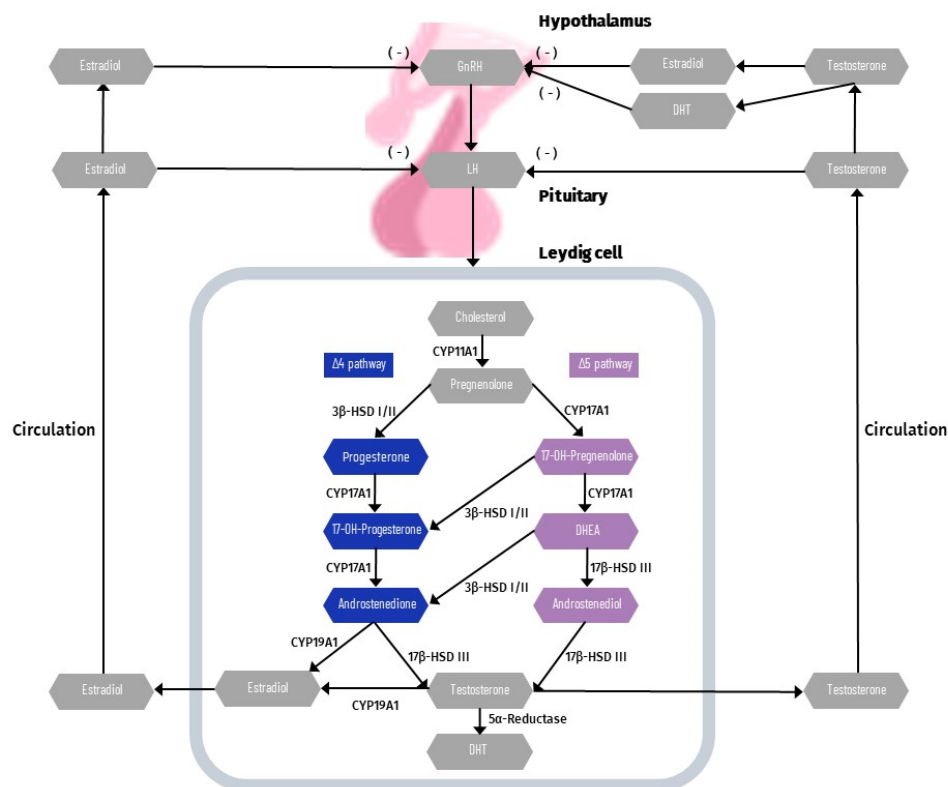 Hypothalamus
Estradiol
(-)
GnRH
(-)
Estradiol
Testosterone
(-)
DHT
Estradiol
(-)
LH
(-)
Testosterone
Pituitary
Leydig cell
Cholesterol
CYP11A1
Δ4 pathway
Δ5 pathway
Pregnenolone
3β-HSD I/II
CYP17A1
Circulation
Circulation
Progesterone
17-OH-Pregnenolone
CYP17A1
CYP17A1
3β-HSD I/II
17-OH-Progesterone
DHEA
CYP17A1
17β-HSD III
3β-HSD I/II
Androstenedione
Androstenediol
CYP19A1
17β-HSD III
17β-HSD III
Estradiol
Estradiol
Testosterone
Testosterone
CYP19A1
5α-Reductase
DHT